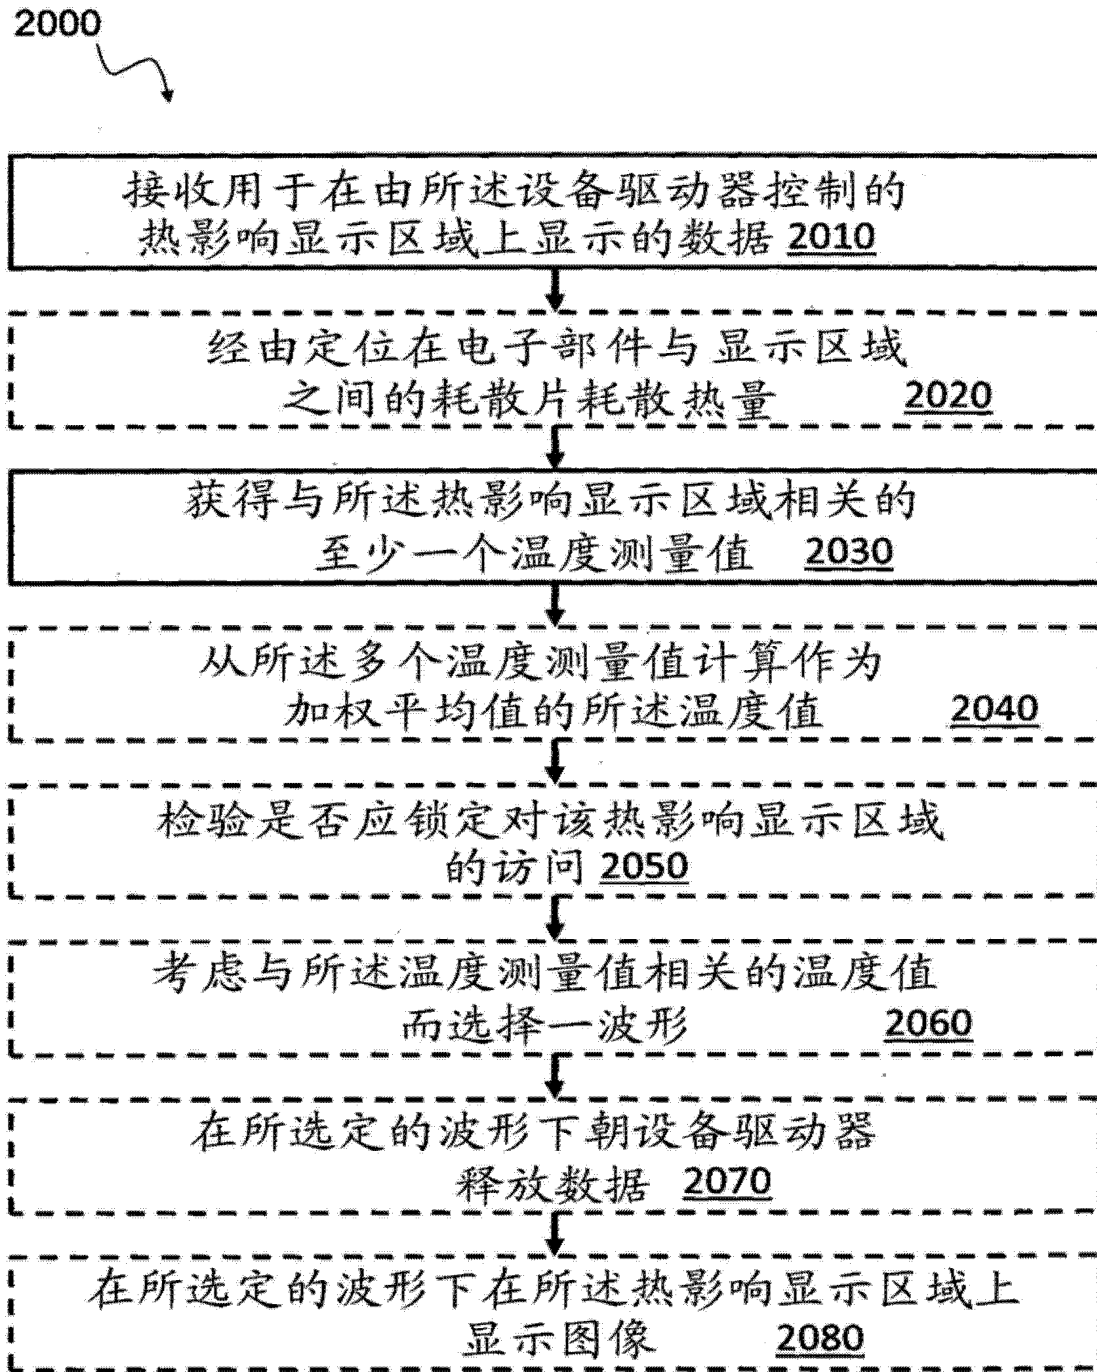 2000
接收用于在由所述设备驱动器控制的
热影响显示区域上显示的数据 2010
经由定位在电子部件与显示区域
之间的耗散片耗散热量 2020
获得与所述热影响显示区域相关的
至少一个温度测量值 2030
从所述多个温度测量值计算作为
加权平均值的所述温度值 2040
检验是否应锁定对该热影响显示区域
的访问 2050
考虑与所述温度测量值相关的温度值
而选择一波形 2060
在所选定的波形下朝设备驱动器
释放数据 2070
在所选定的波形下在所述热影响显示区域上
显示图像 2080